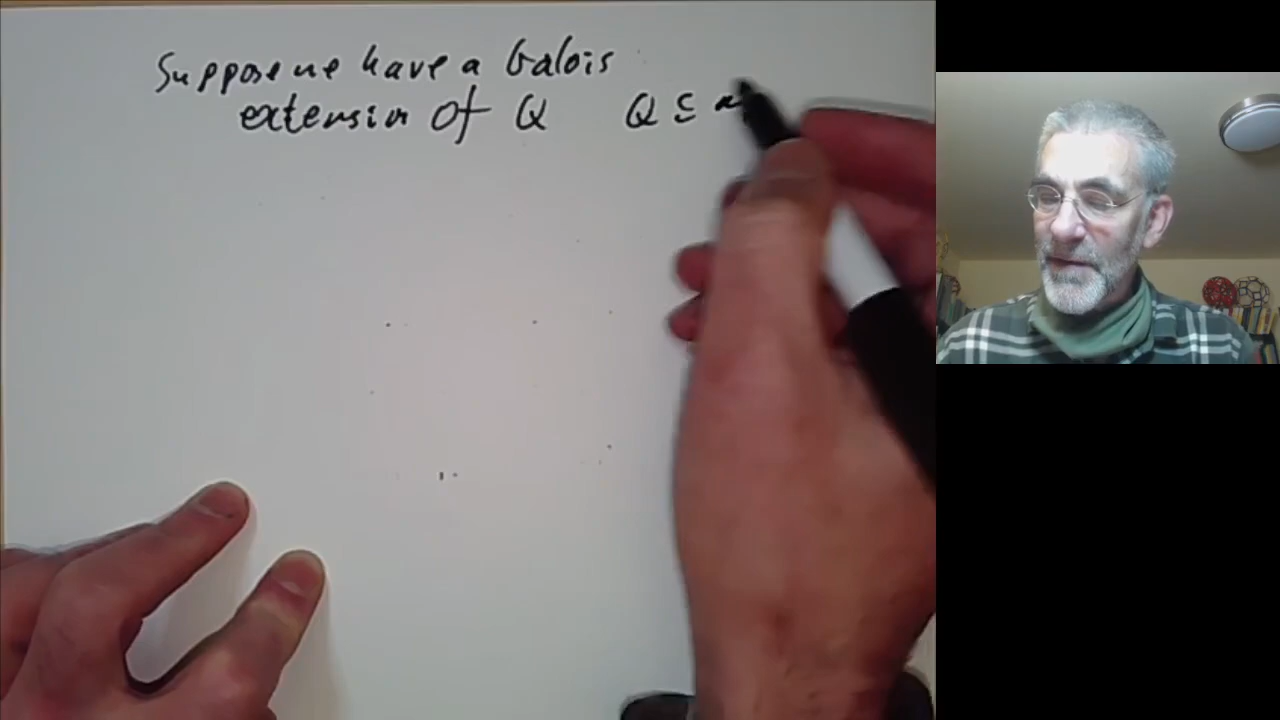 Suppose we have a Galois
extension of Q Q ⊆